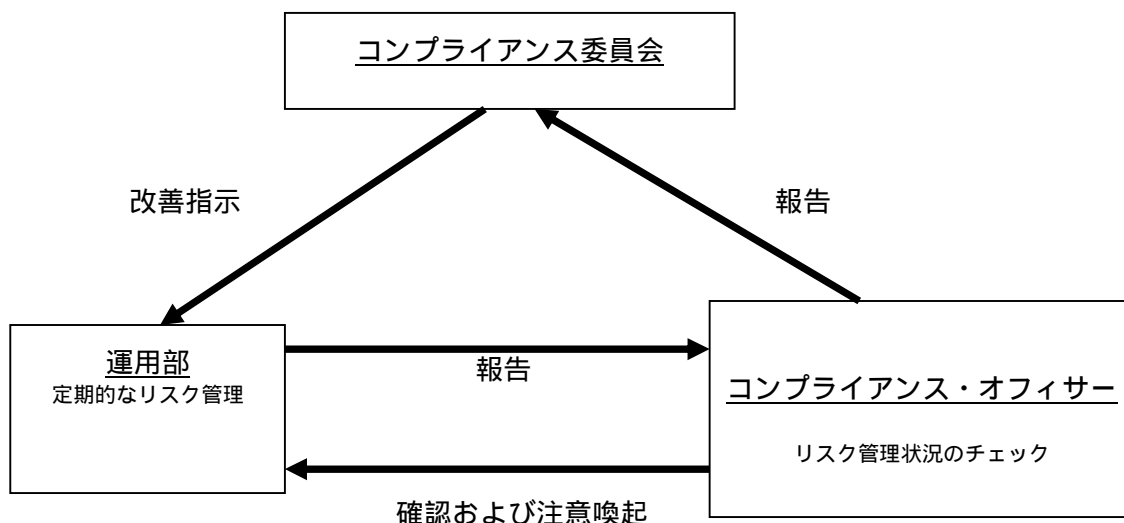 コンプライアンス委員会
改善指示
報告
運用部
定期的なリスク管理
報告
コンプライアンス・オフィサー
リスク管理状況のチェック
確認および注意喚起